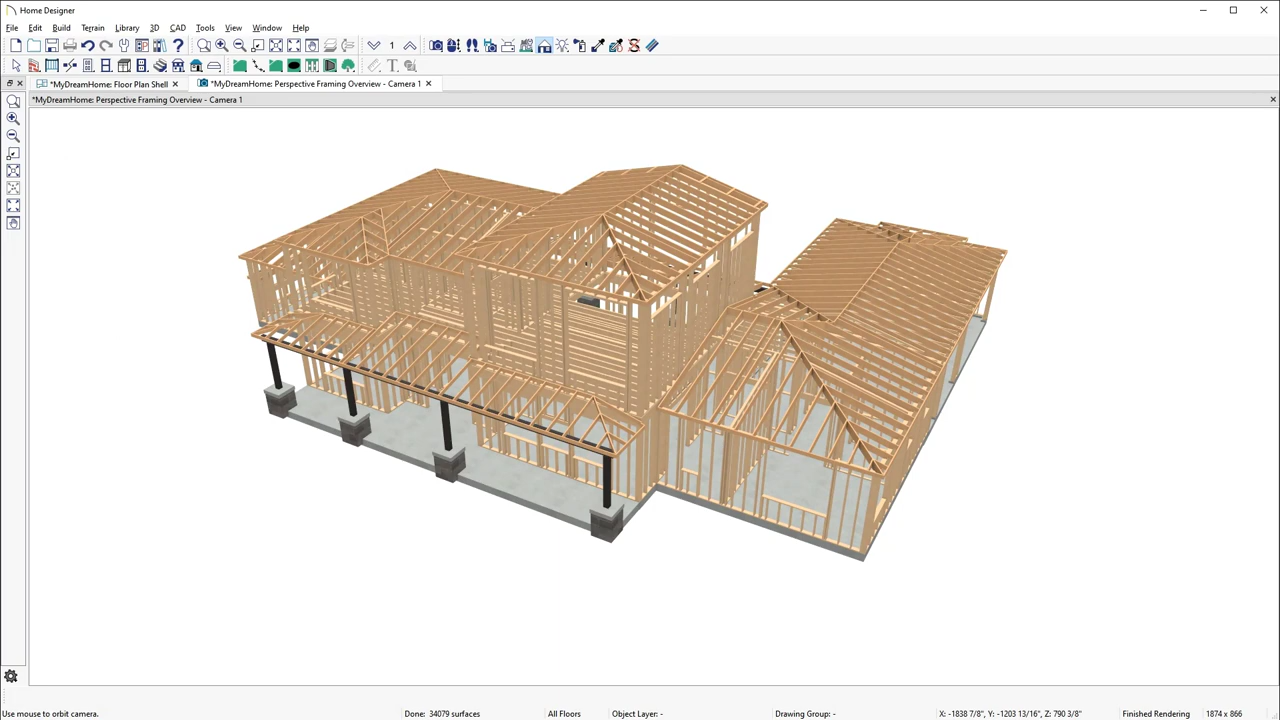 Home Designer
File Edit Build Terrain Library 3D CAD Tools View Window Help
1
T
*MyDreamHome: Floor Plan Shell
*MyDreamHome: Perspective Framing Overview - Camera 1
*MyDreamHome: Perspective Framing Overview - Camera 1
Use mouse to orbit camera. Done: 34079 surfaces All Floors Object Layer: - Drawing Group: - X: -1838 7/8", Y: -1203 13/16", Z: 790 3/8" Finished Rendering 1874 x 866